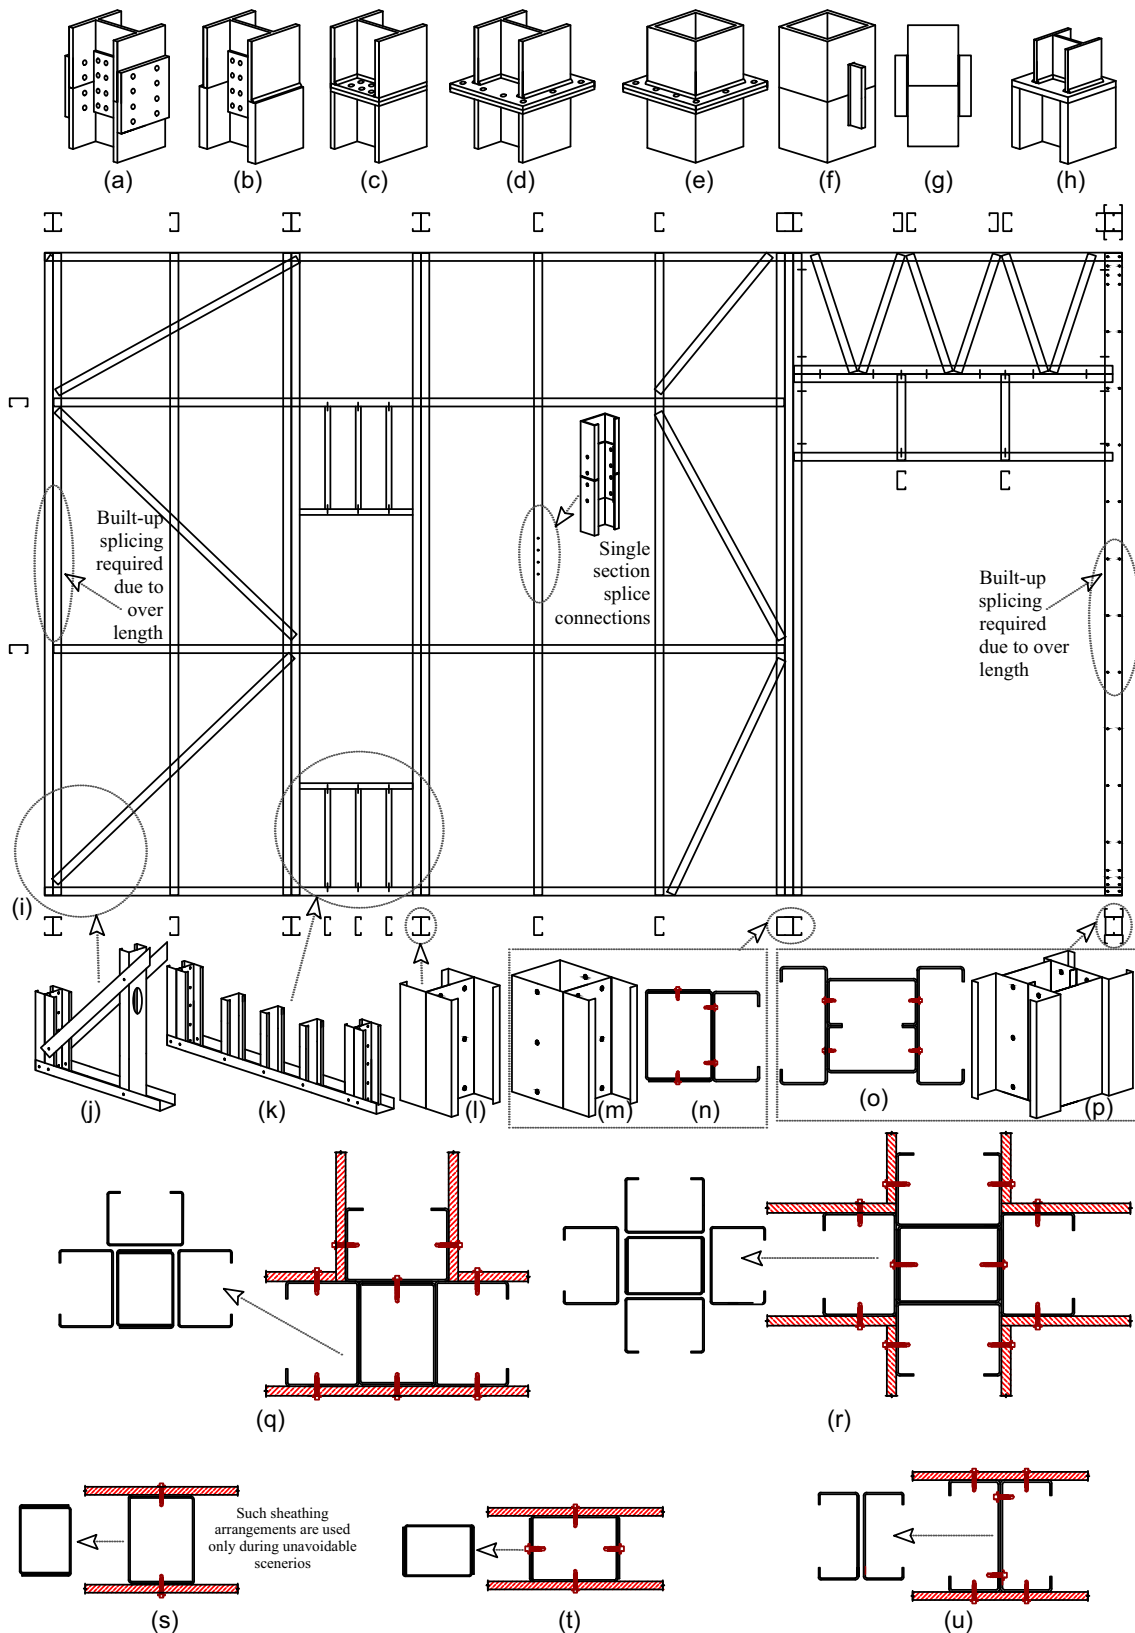 (a)
(b)
(c)
(d)
(e)
(f)
(g)
(h)
Built-up
splicing
required
due to
over
length
Single
section
splice
connections
Built-up
splicing
required
due to over
length
(i)
(j)
(k)
(l)
(m)
(n)
(o)
(p)
(q)
(r)
Such sheathing
arrangements are used
only during unavoidable
scenerios
(s)
(t)
(u)